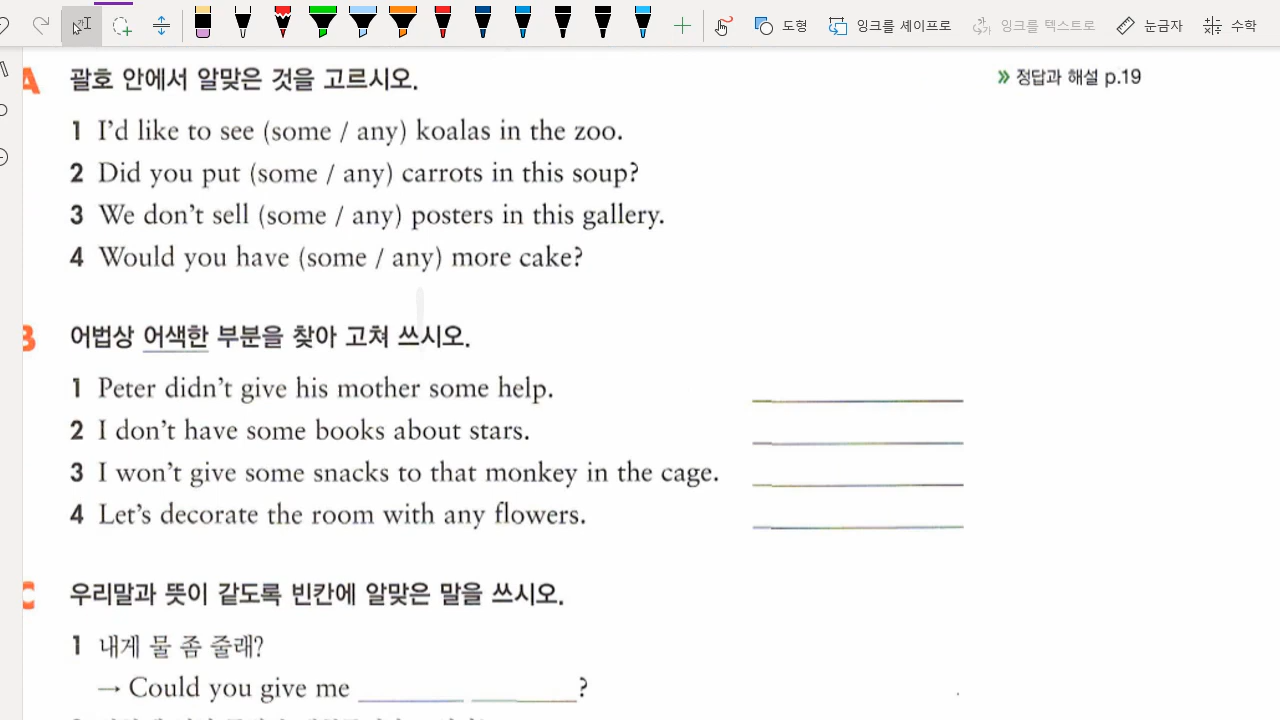 도형 잉크를 셰이프로 잉크를 텍스트로 눈금자 수학
A 괄호 안에서 알맞은 것을 고르시오. » 정답과 해설 p.19
1 I'd like to see (some / any) koalas in the zoo.
2 Did you put (some / any) carrots in this soup?
3 We don't sell (some / any) posters in this gallery.
4 Would you have (some / any) more cake?
B 어법상 어색한 부분을 찾아 고쳐 쓰시오.
1 Peter didn't give his mother some help.
2 I don't have some books about stars.
3 I won't give some snacks to that monkey in the cage.
4 Let's decorate the room with any flowers.
C 우리말과 뜻이 같도록 빈칸에 알맞은 말을 쓰시오.
1 내게 물 좀 줄래?
→ Could you give me ?